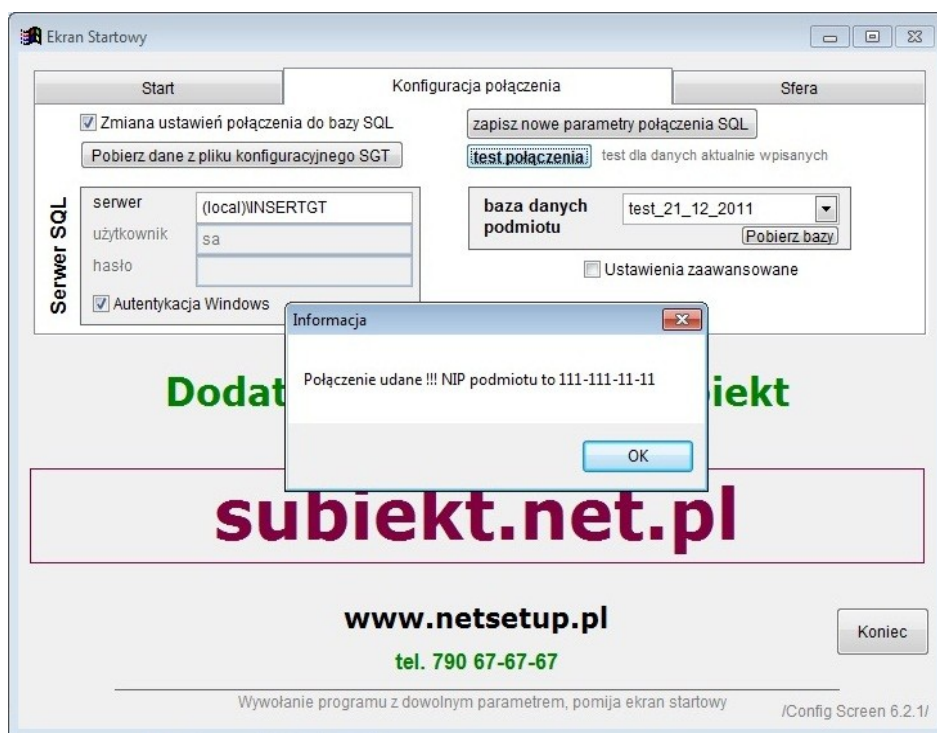 Ekran Startowy
Start
Konfiguracja połączenia
Sfera
Zmiana ustawień połączenia do bazy SQL
Pobierz dane z pliku konfiguracyjnego SGT
zapisz nowe parametry połączenia SQL
test połączenia
test dla danych aktualnie wpisanych
Serwer SQL
serwer
(local)\INSERTGT
użytkownik
sa
hasło
Autentykacja Windows
baza danych
podmiotu
test_21_12_2011
Pobierz bazy
Ustawienia zaawansowane
Informacja
Połączenie udane !!! NIP podmiotu to 111-111-11-11
OK
Dodat
iekt
subiekt.net.pl
www.netsetup.pl
tel. 790 67-67-67
Koniec
Wywołanie programu z dowolnym parametrem, pomija ekran startowy
/Config Screen 6.2.1/